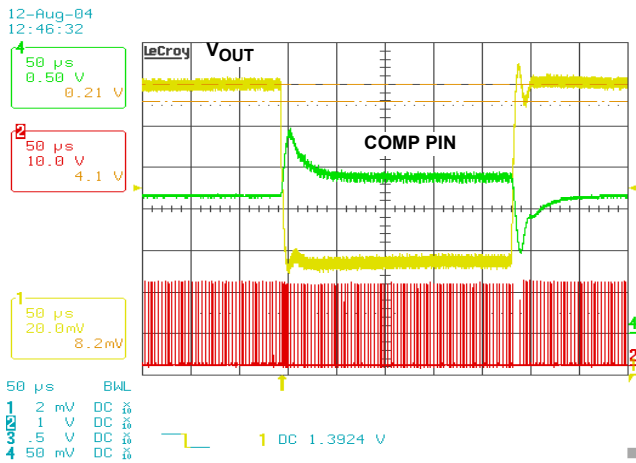 12-Aug-04
12:46:32
4
50 µs
0.50 V
0.21 V
2
50 µs
10.0 V
4.1 V
1
50 µs
20.0mV
8.2mV
LeCroy
VOUT
COMP PIN
4
2
50 µs BWL
1 2 mV DC X10
2 1 V DC X10
3 .5 V DC X10
4 50 mV DC X10
1 DC 1.3924 V